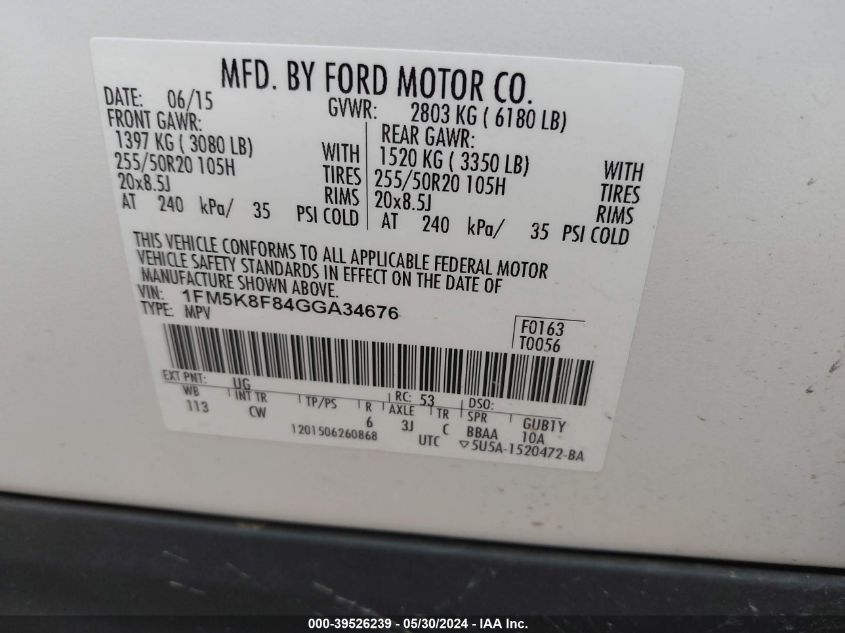 MFD. BY FORD MOTOR CO.
DATE: 06/15 GVWR: 2803 KG ( 6180 LB)
FRONT GAWR: REAR GAWR:
1397 KG ( 3080 LB) WITH 1520 KG ( 3350 LB) WITH
255/50R20 105H TIRES 255/50R20 105H TIRES
20x8.5J RIMS 20x8.5J RIMS
AT 240 kPa/ 35 PSI COLD AT 240 kPa/ 35 PSI COLD
THIS VEHICLE CONFORMS TO ALL APPLICABLE FEDERAL MOTOR
VEHICLE SAFETY STANDARDS IN EFFECT ON THE DATE OF
MANUFACTURE SHOWN ABOVE.
VIN: 1FM5K8F84GGA34676
TYPE: MPV
F0163
T0056
EXT PNT: UG RC: 53 DSO:
WB INT TR TP/PS R AXLE TR SPR GUB1Y
113 CW 6 3J C BBAA 10A
1201506260868 UTC ▽5U5A-1520472-BA
000-39526239 - 05/30/2024 - IAA Inc.